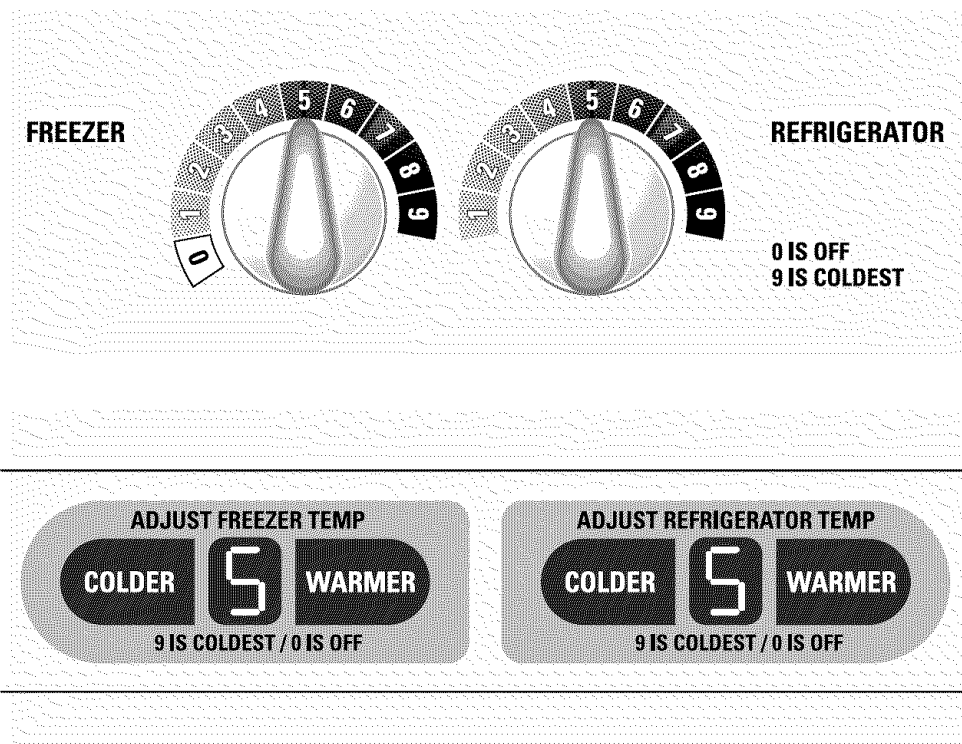 FREEZER
0 1 2 3 4 5 6 7 8 9
1 2 3 4 5 6 7 8 9
REFRIGERATOR
0 IS OFF
9 IS COLDEST
ADJUST FREEZER TEMP
COLDER 5 WARMER
9 IS COLDEST / 0 IS OFF
ADJUST REFRIGERATOR TEMP
COLDER 5 WARMER
9 IS COLDEST / 0 IS OFF